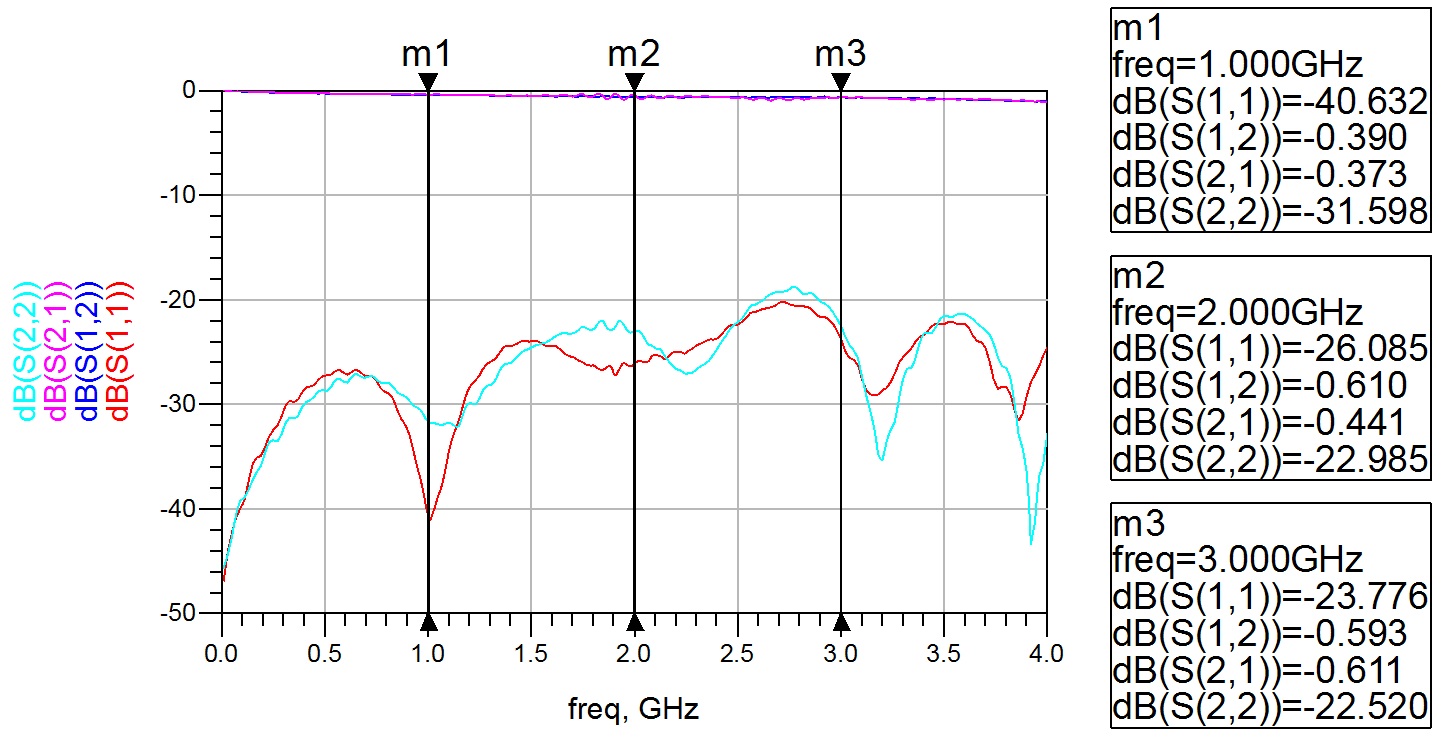 m1 m2 m3
0
-10
-20
-30
-40
-50
0.0 0.5 1.0 1.5 2.0 2.5 3.0 3.5 4.0
freq, GHz
dB(S(2,2))
dB(S(2,1))
dB(S(1,2))
dB(S(1,1))
m1
freq=1.000GHz
dB(S(1,1))=-40.632
dB(S(1,2))=-0.390
dB(S(2,1))=-0.373
dB(S(2,2))=-31.598
m2
freq=2.000GHz
dB(S(1,1))=-26.085
dB(S(1,2))=-0.610
dB(S(2,1))=-0.441
dB(S(2,2))=-22.985
m3
freq=3.000GHz
dB(S(1,1))=-23.776
dB(S(1,2))=-0.593
dB(S(2,1))=-0.611
dB(S(2,2))=-22.520